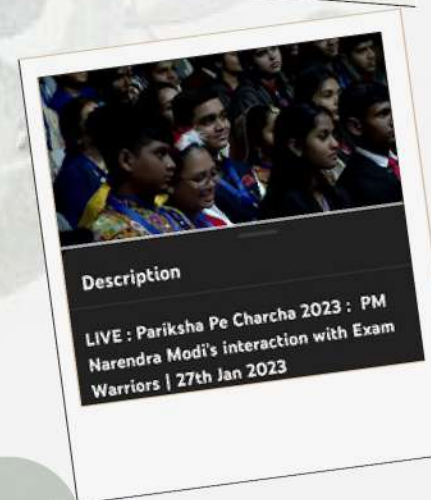 Description
LIVE : Pariksha Pe Charcha 2023 : PM
Narendra Modi's interaction with Exam
Warriors | 27th Jan 2023